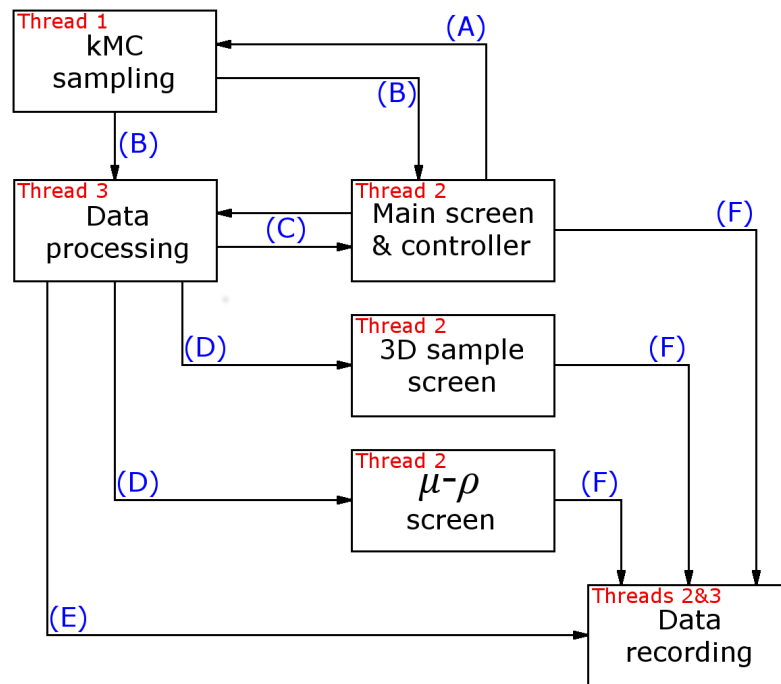 Thread 1
kMC
sampling
(A)
(B)
(B)
Thread 3
Data
processing
(C)
Thread 2
Main screen
& controller
(F)
Thread 2
3D sample
screen
(D)
(F)
Thread 2
μ-ρ
screen
(D)
(F)
(E)
Threads 2&3
Data
recording